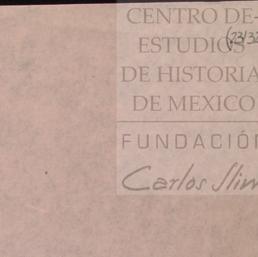 CENTRO DE
ESTUDIOS
DE HISTORIA
DE MEXICO
FUNDACIÓN
Carlos Slim